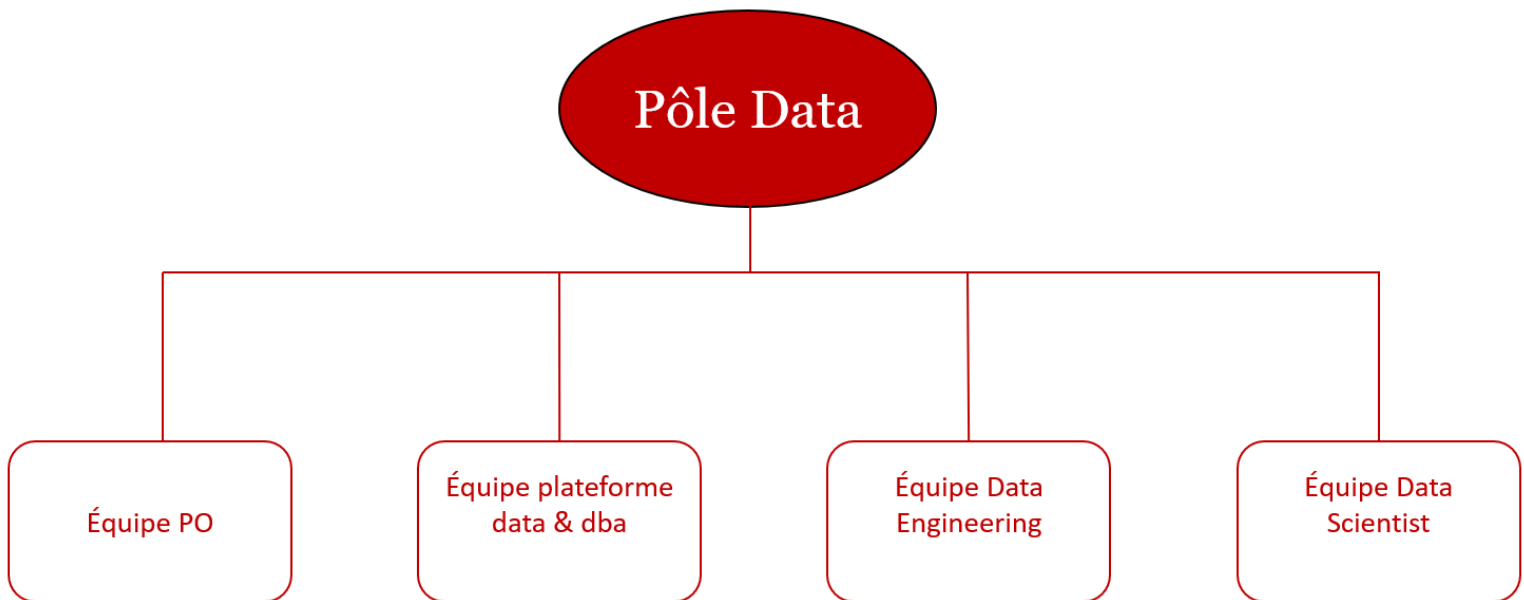 Pôle Data
Équipe PO
Équipe plateforme
data & dba
Équipe Data
Engineering
Équipe Data
Scientist